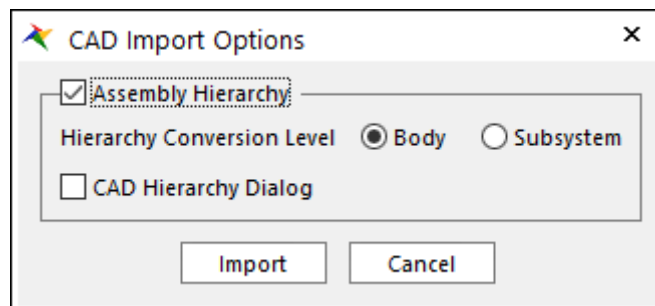 CAD Import Options
Assembly Hierarchy
Hierarchy Conversion Level Body Subsystem
CAD Hierarchy Dialog
Import Cancel